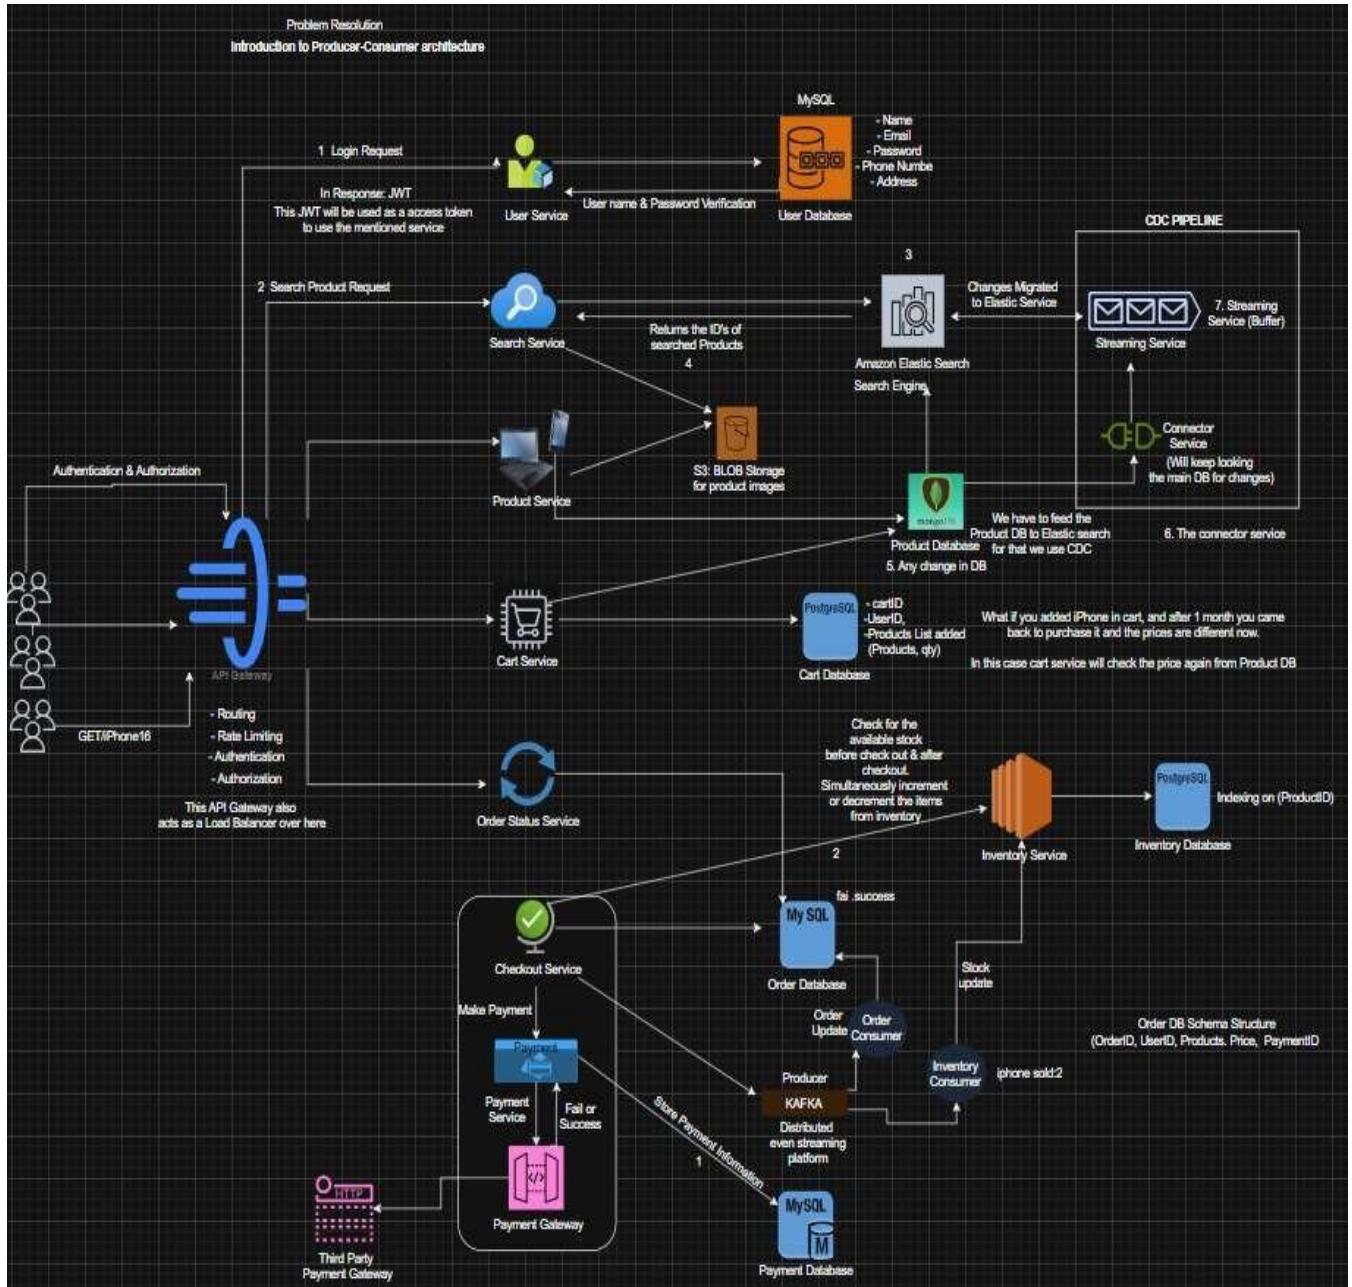 Problem Resolution
Introduction to Producer-Consumer architecture
MySQL
- Name
- Email
- Password
- Phone Numbe
- Address
User Database
1 Login Request
In Response: JWT
This JWT will be used as a access token
to use the mentioned service
User Service
User name & Password Verification
CDC PIPELINE
2 Search Product Request
Search Service
3
Returns the ID's of
searched Products
4
Amazon Elastic Search
Search Engine
Changes Migrated
to Elastic Service
7. Streaming
Service (Buffer)
Streaming Service
Connector
Service
(Will keep looking
the main DB for changes)
6. The connector service
Product Service
S3: BLOB Storage
for product images
Product Database
We have to feed the
Product DB to Elastic search
for that we use CDC
5. Any change in DB
Authentication & Authorization
API Gateway
GET/iPhone16
- Routing
- Rate Limiting
- Authentication
- Authorization
This API Gateway also
acts as a Load Balancer over here
Cart Service
PostgreSQL
- cartID
-UserID,
-Products List added
(Products, qty)
Cart Database
What if you added iPhone in cart, and after 1 month you came
back to purchase it and the prices are different now.
In this case cart service will check the price again from Product DB
Order Status Service
Check for the
available stock
before check out & after
checkout.
Simultaneously increment
or decrement the items
from inventory
2
Inventory Service
PostgreSQL
Indexing on (ProductID)
Inventory Database
Checkout Service
fai .success
My SQL
Order Database
Make Payment
Payment
Payment
Service
Fail or
Success
Payment Gateway
HTTP
Third Party
Payment Gateway
Order
Update
Order
Consumer
Stock
update
Inventory
Consumer
iphone sold:2
Order DB Schema Structure
(OrderID, UserID, Products. Price, PaymentID
Producer
KAFKA
Distributed
even streaming
platform
Store Payment Information
1
MySQL
M
Payment Database